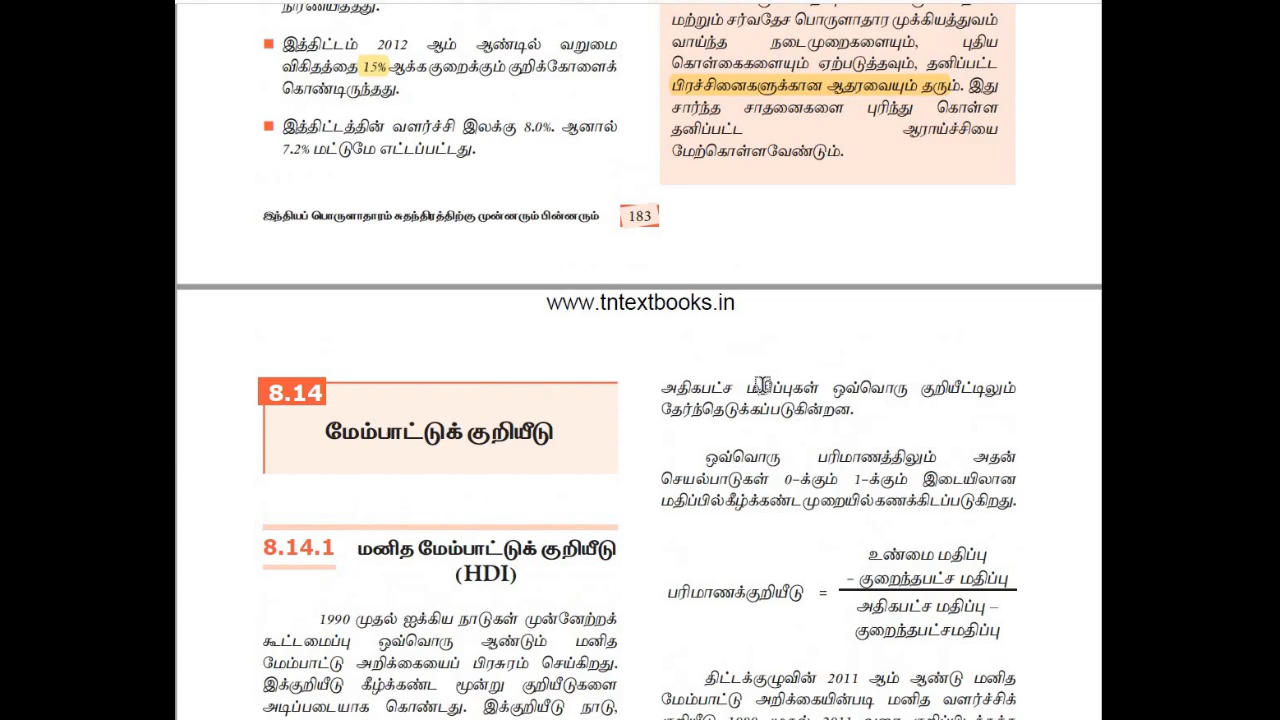 நிர்ணயித்தது.
இத்திட்டம் 2012 ஆம் ஆண்டில் வறுமை
விகிதத்தை 15% ஆக்க குறைக்கும் குறிக்கோளைக்
கொண்டிருந்தது.
இத்திட்டத்தின் வளர்ச்சி இலக்கு 8.0%. ஆனால்
7.2% மட்டுமே எட்டப்பட்டது.
மற்றும் சர்வதேச பொருளாதார முக்கியத்துவம்
வாய்ந்த நடைமுறைகளையும், புதிய
கொள்கைகளையும் ஏற்படுத்தவும், தனிப்பட்ட
பிரச்சினைகளுக்கான ஆதரவையும் தரும். இது
சார்ந்த சாதனைகளை புரிந்து கொள்ள
தனிப்பட்ட ஆராய்ச்சியை
மேற்கொள்ளவேண்டும்.
இந்தியப் பொருளாதாரம் சுதந்திரத்திற்கு முன்னரும் பின்னரும் 183
www.tntextbooks.in
8.14
மேம்பாட்டுக் குறியீடு
8.14.1 மனித மேம்பாட்டுக் குறியீடு
(HDI)
1990 முதல் ஐக்கிய நாடுகள் முன்னேற்றக்
கூட்டமைப்பு ஒவ்வொரு ஆண்டும் மனித
மேம்பாட்டு அறிக்கையைப் பிரசுரம் செய்கிறது.
இக்குறியீடு கீழ்க்கண்ட மூன்று குறியீடுகளை
அடிப்படையாக கொண்டது. இக்குறியீடு நாடு,
அதிகபட்ச மதிப்புகள் ஒவ்வொரு குறியீட்டிலும்
தேர்ந்தெடுக்கப்படுகின்றன.
ஒவ்வொரு பரிமாணத்திலும் அதன்
செயல்பாடுகள் 0-க்கும் 1-க்கும் இடையிலான
மதிப்பில் கீழ்க்கண்ட முறையில் கணக்கிடப்படுகிறது.
உண்மை மதிப்பு
– குறைந்தபட்ச மதிப்பு
பரிமாணக்குறியீடு =
அதிகபட்ச மதிப்பு –
குறைந்தபட்சமதிப்பு
திட்டக்குழுவின் 2011 ஆம் ஆண்டு மனித
மேம்பாட்டு அறிக்கையின்படி மனித வளர்ச்சிக்